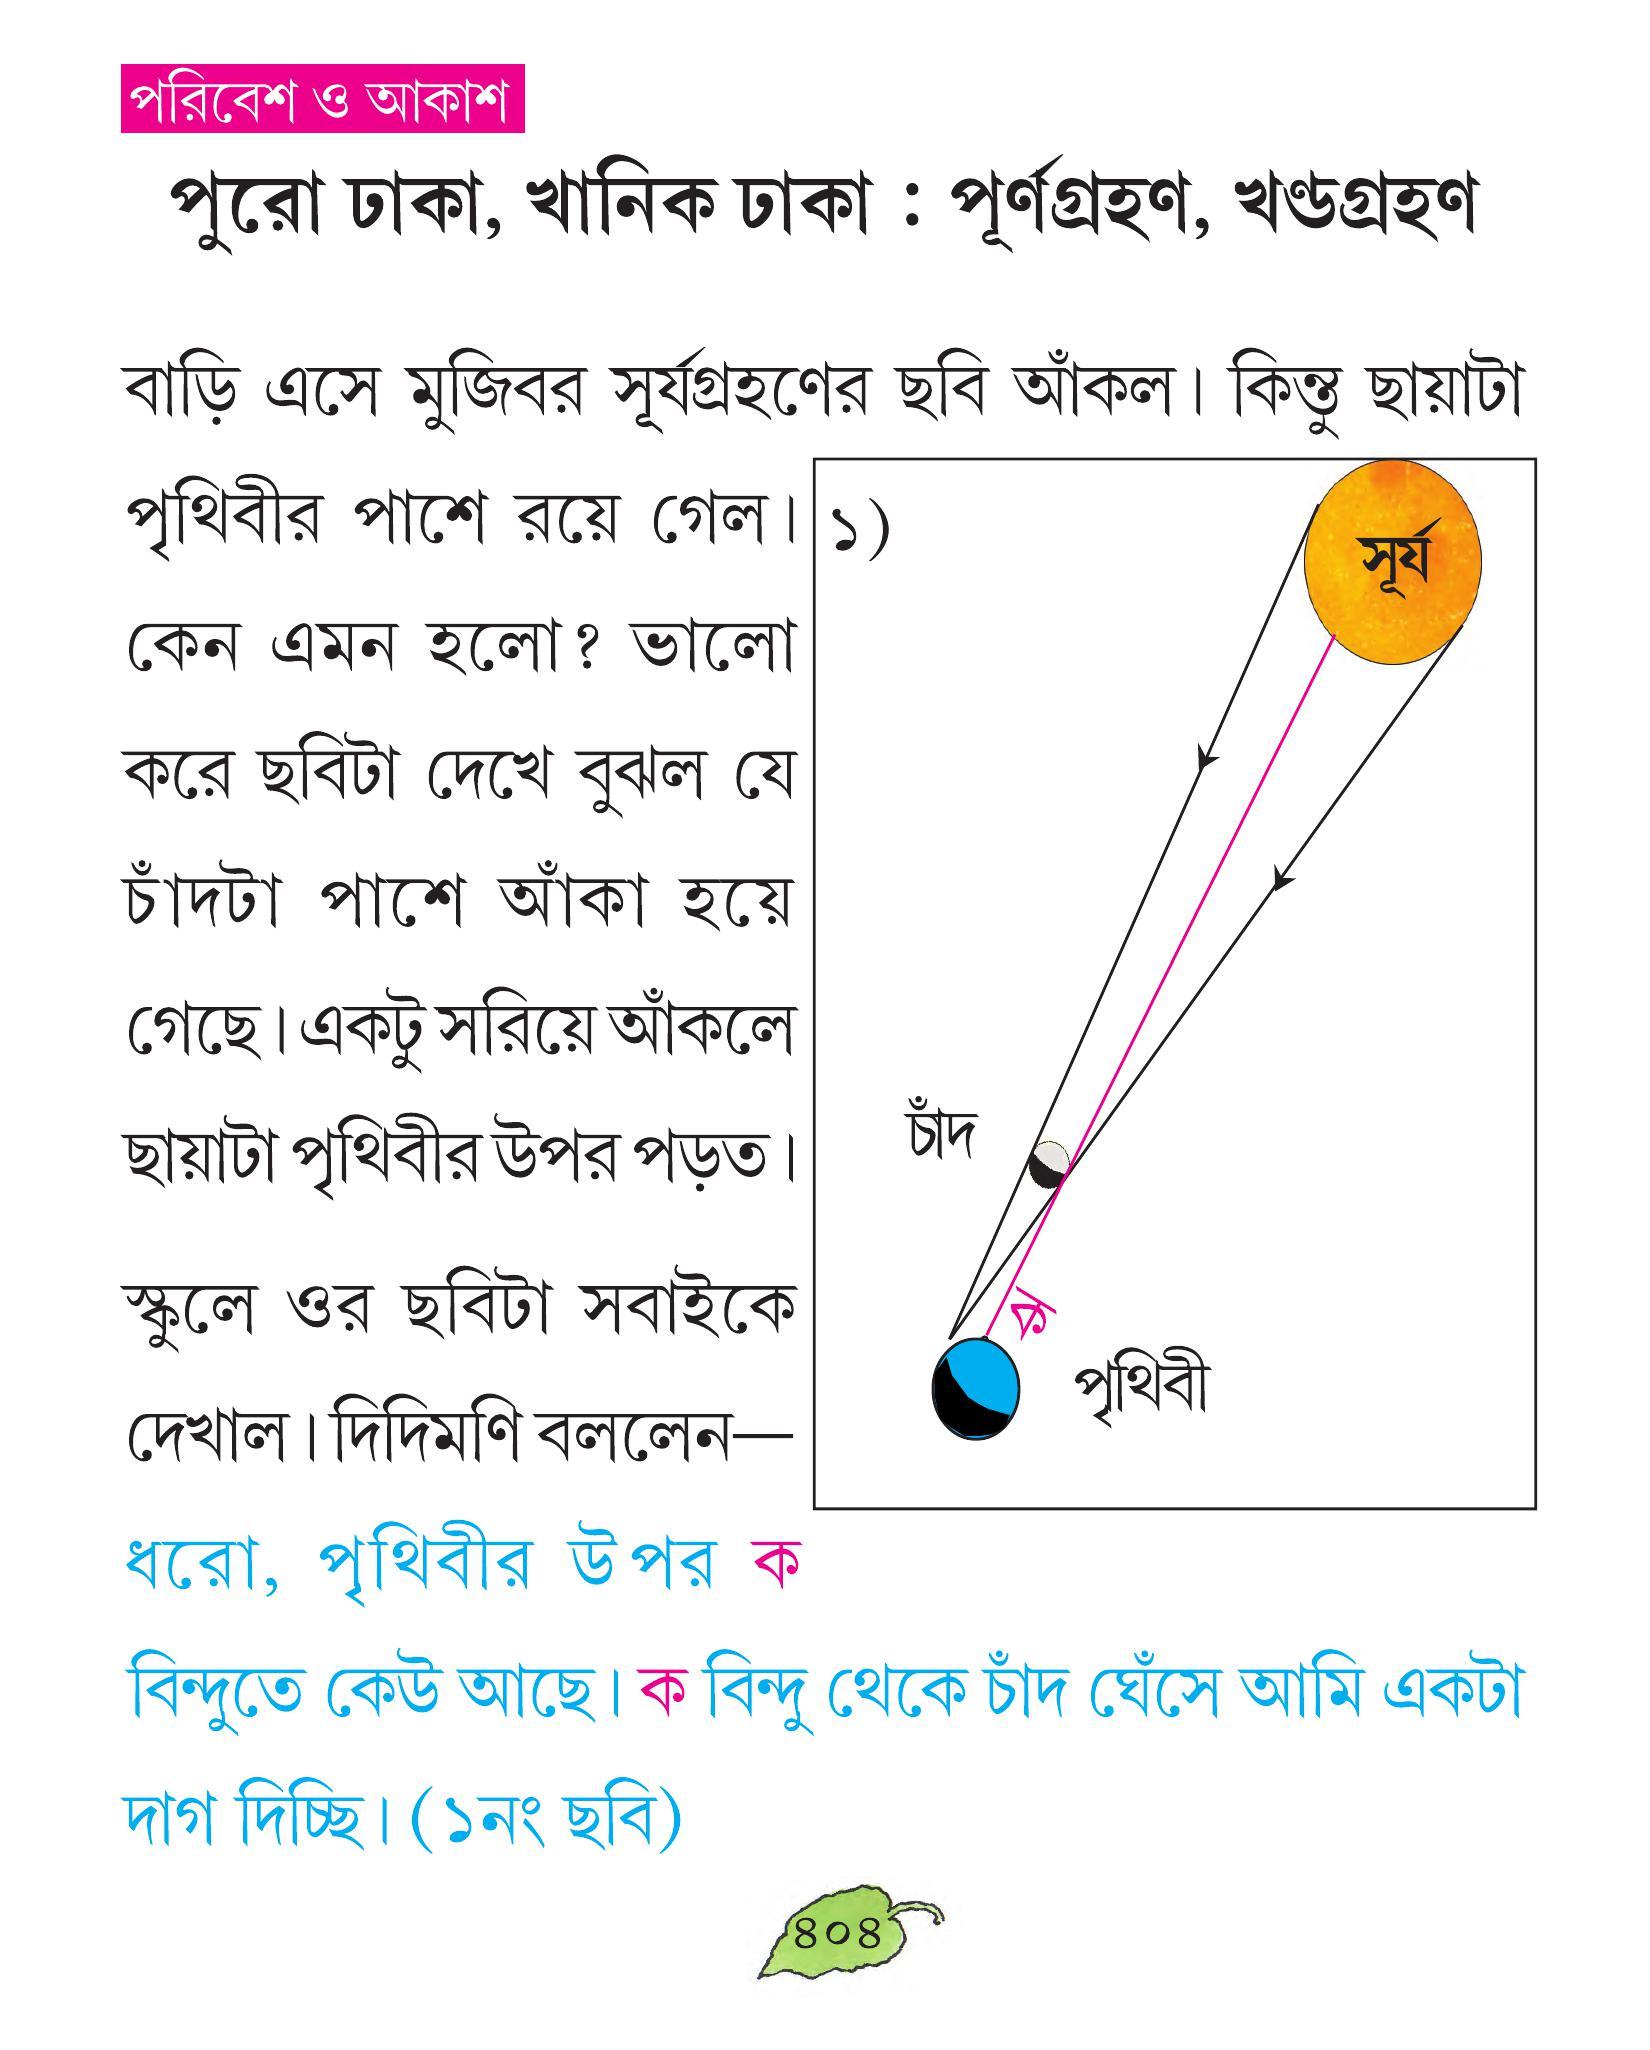 পরিবেশ ও আকাশ
পুরো ঢাকা, খানিক ঢাকা : পূর্ণগ্রহণ, খণ্ডগ্রহণ
বাড়ি এসে মুজিবর সূর্যগ্রহণের ছবি আঁকল। কিন্তু ছায়াটা
পৃথিবীর পাশে রয়ে গেল।
কেন এমন হলো? ভালো
করে ছবিটা দেখে বুঝল যে
চাঁদটা পাশে আঁকা হয়ে
গেছে। একটু সরিয়ে আঁকলে
ছায়াটা পৃথিবীর উপর পড়ত।
স্কুলে ওর ছবিটা সবাইকে
দেখাল। দিদিমণি বললেন—
ধরো, পৃথিবীর উপর ক
বিন্দুতে কেউ আছে। ক বিন্দু থেকে চাঁদ ঘেঁসে আমি একটা
দাগ দিচ্ছি। (১নং ছবি)
১)
সূর্য
চাঁদ
ক
পৃথিবী
৪০৪